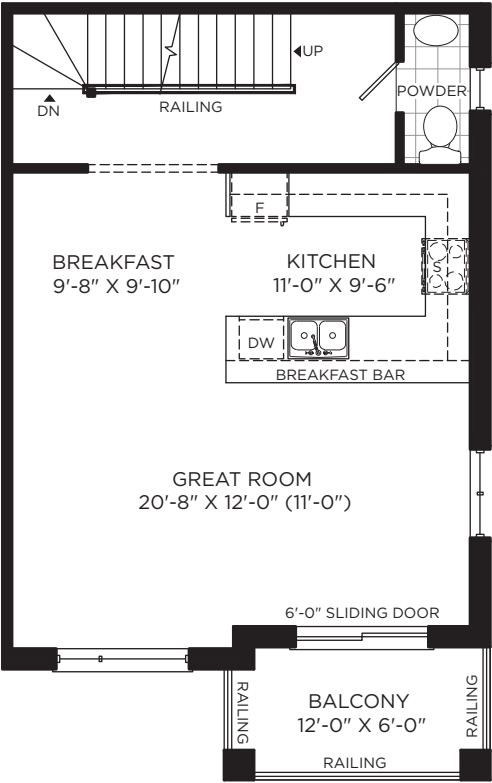 UP
POWDER
DN
RAILING
F
BREAKFAST
9'-8" X 9'-10"
KITCHEN
11'-0" X 9'-6"
S
DW
BREAKFAST BAR
GREAT ROOM
20'-8" X 12'-0" (11'-0")
6'-0" SLIDING DOOR
RAILING
BALCONY
12'-0" X 6'-0"
RAILING
RAILING